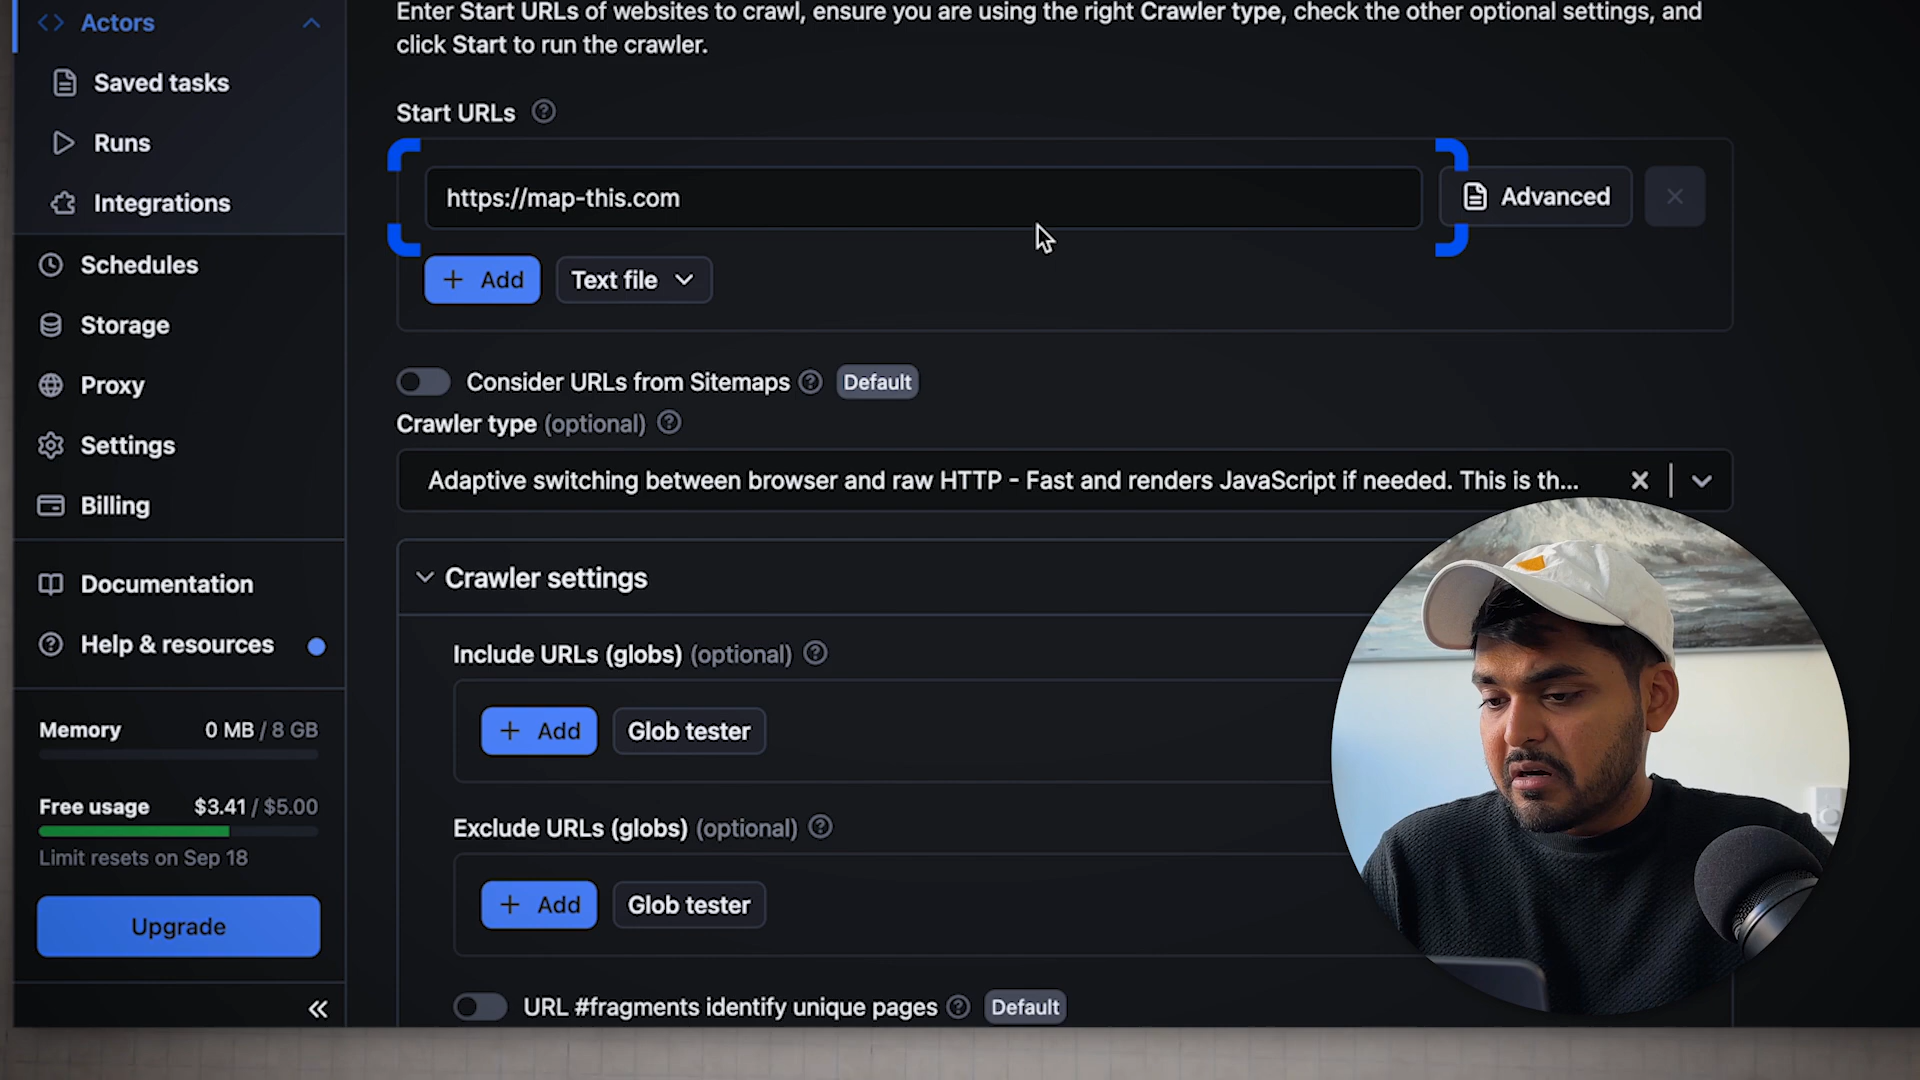 Actors
Saved tasks
Runs
Integrations
Schedules
Storage
Proxy
Settings
Billing
Documentation
Help & resources
Memory 0 MB / 8 GB
Free usage $3.41 / $5.00
Limit resets on Sep 18
Upgrade
Enter Start URLs of websites to crawl, ensure you are using the right Crawler type, check the other optional settings, and
click Start to run the crawler.
Start URLs
https://map-this.com
Advanced
+ Add Text file
Consider URLs from Sitemaps Default
Crawler type (optional)
Adaptive switching between browser and raw HTTP - Fast and renders JavaScript if needed. This is th...
Crawler settings
Include URLs (globs) (optional)
+ Add Glob tester
Exclude URLs (globs) (optional)
+ Add Glob tester
URL #fragments identify unique pages Default